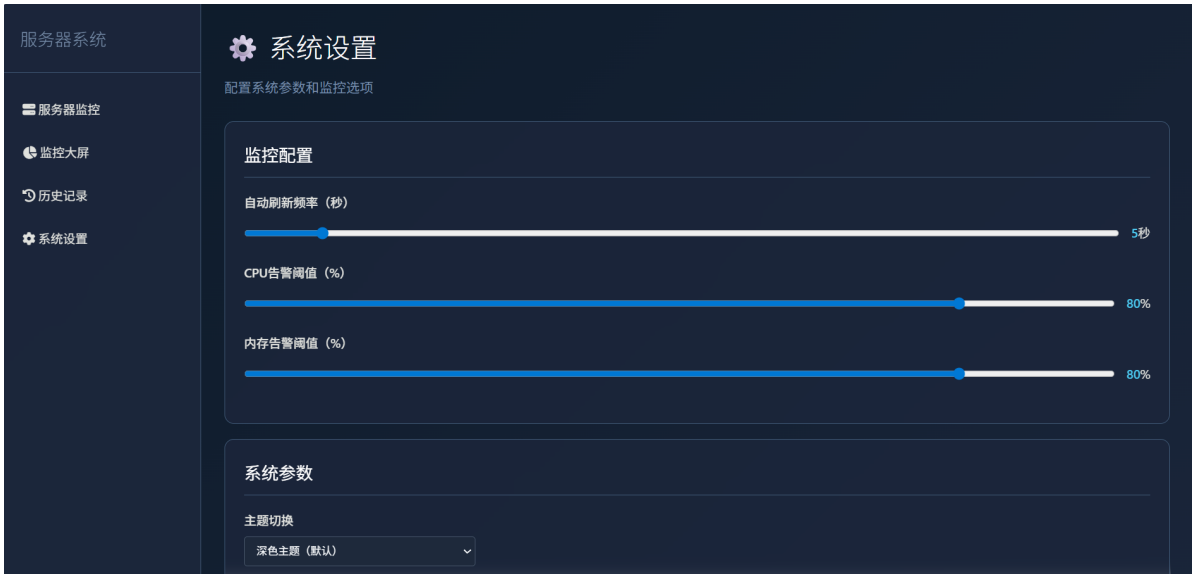 服务器系统
服务器监控
监控大屏
历史记录
系统设置
系统设置
配置系统参数和监控选项
监控配置
自动刷新频率（秒）
5秒
CPU告警阈值（%）
80%
内存告警阈值（%）
80%
系统参数
主题切换
深色主题（默认）